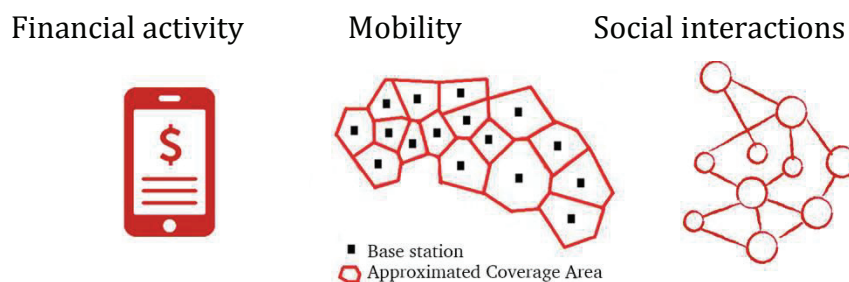 Financial activity
Mobility
Social interactions
$
Base station
Approximated Coverage Area